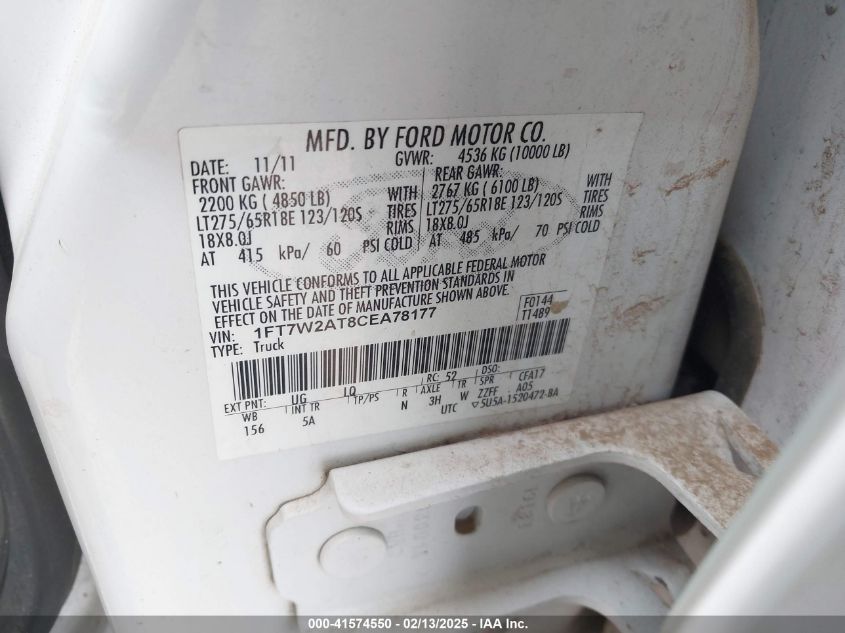 MFD. BY FORD MOTOR CO.
DATE: 11/11 GVWR: 4536 KG (10000 LB)
FRONT GAWR: REAR GAWR:
2200 KG ( 4850 LB) WITH 2767 KG ( 6100 LB) WITH
LT275/65R18E 123/120S TIRES LT275/65R18E 123/120S TIRES
18X8.0J RIMS 18X8.0J RIMS
AT 415 kPa/ 60 PSI COLD AT 485 kPa/ 70 PSI COLD
THIS VEHICLE CONFORMS TO ALL APPLICABLE FEDERAL MOTOR
VEHICLE SAFETY AND THEFT PREVENTION STANDARDS IN
EFFECT ON THE DATE OF MANUFACTURE SHOWN ABOVE.
VIN: 1FT7W2AT8CEA78177
F0144
T1489
TYPE: Truck
EXT PNT: UG LQ RC: 52 DSO:
WB INT TR TP/PS R AXLE TR SPR CFA17
156 5A N 3H W ZZFF A05
UTC ▽5U5A-1520472-BA
000-41574550 — 02/13/2025 — IAA Inc.